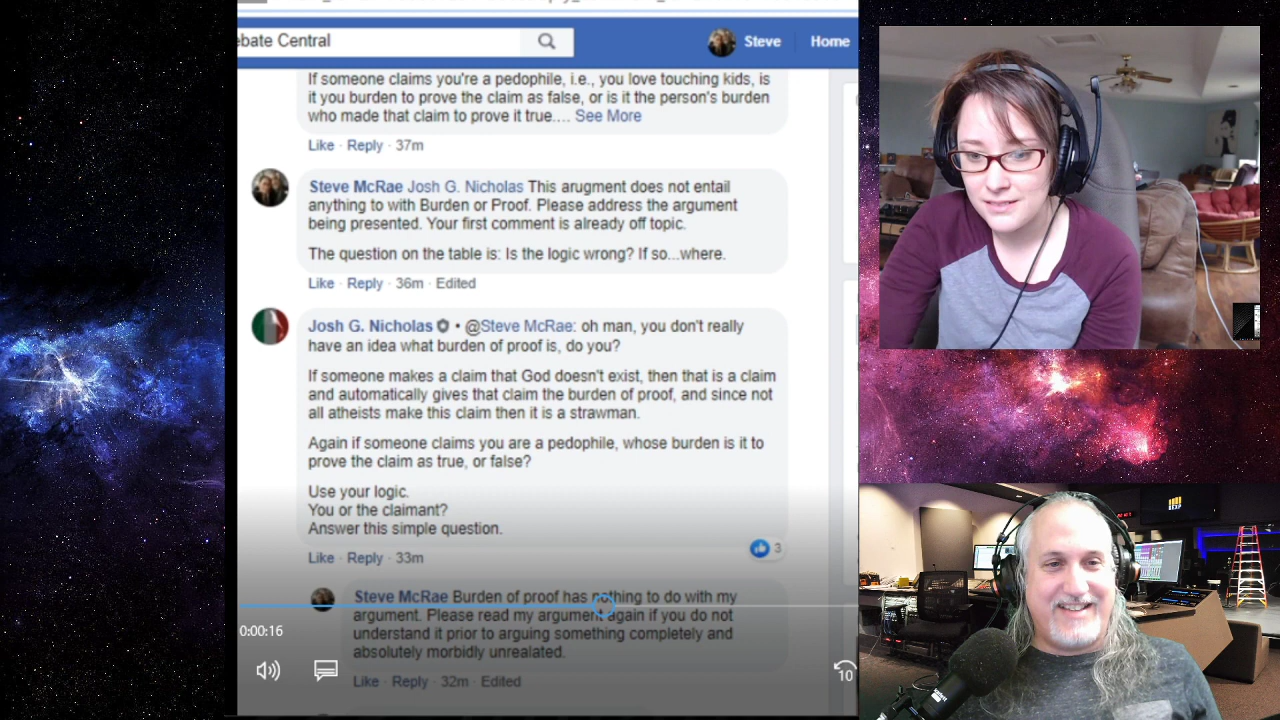 ebate Central
Steve
Home
If someone claims you're a pedophile, i.e., you love touching kids, is
it you burden to prove the claim as false, or is it the person's burden
who made that claim to prove it true.... See More
Like · Reply · 37m
Steve McRae Josh G. Nicholas This arugment does not entail
anything to with Burden or Proof. Please address the argument
being presented. Your first comment is already off topic.
The question on the table is: Is the logic wrong? If so...where.
Like · Reply · 36m · Edited
Josh G. Nicholas • @Steve McRae: oh man, you don't really
have an idea what burden of proof is, do you?
If someone makes a claim that God doesn't exist, then that is a claim
and automatically gives that claim the burden of proof, and since not
all atheists make this claim then it is a strawman.
Again if someone claims you are a pedophile, whose burden is it to
prove the claim as true, or false?
Use your logic.
You or the claimant?
Answer this simple question.
3
Like · Reply · 33m
Steve McRae Burden of proof has nothing to do with my
argument. Please read my argument again if you do not
understand it prior to arguing something completely and
absolutely morbidly unrealated.
0:00:16
10
Like · Reply · 32m · Edited